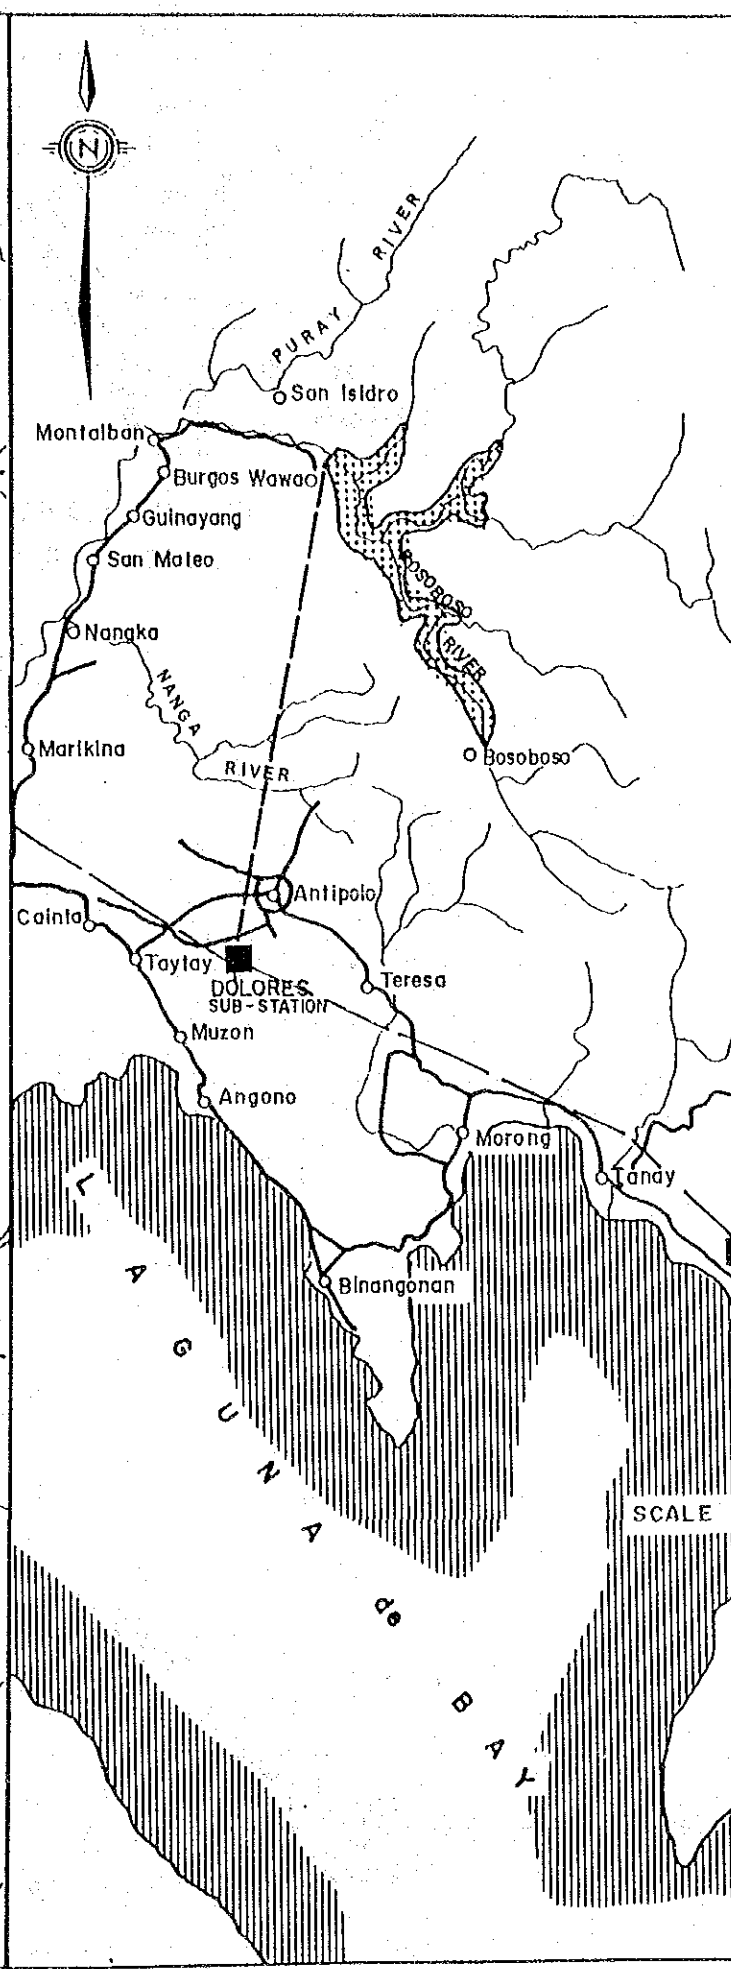 N
PURAY RIVER
San Isidro
Montalban
Burgos Wawa
Guinayang
San Mateo
BOSOBOSO
RIVER
Nangka
NANGA
RIVER
Marikina
Bosoboso
Antipolo
Cainta
Taytay
Teresa
DOLORES
SUB-STATION
Muzon
Angono
Morong
Tanay
Binangonan
LAGUNA de BAY
SCALE